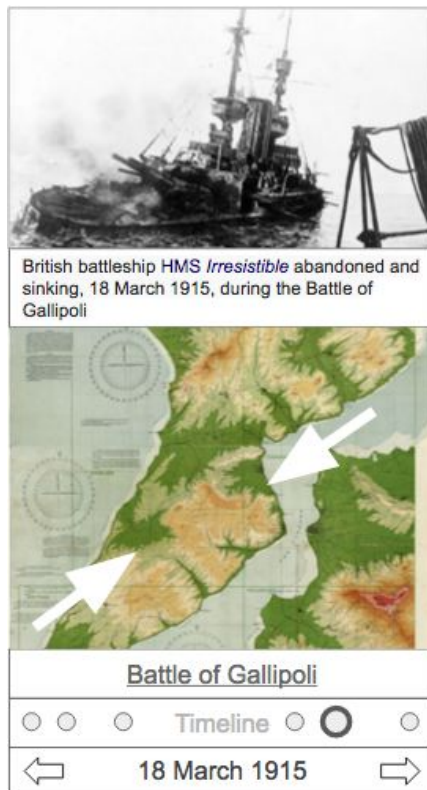 British battleship HMS Irresistible abandoned and
sinking, 18 March 1915, during the Battle of
Gallipoli
Battle of Gallipoli
Timeline
18 March 1915